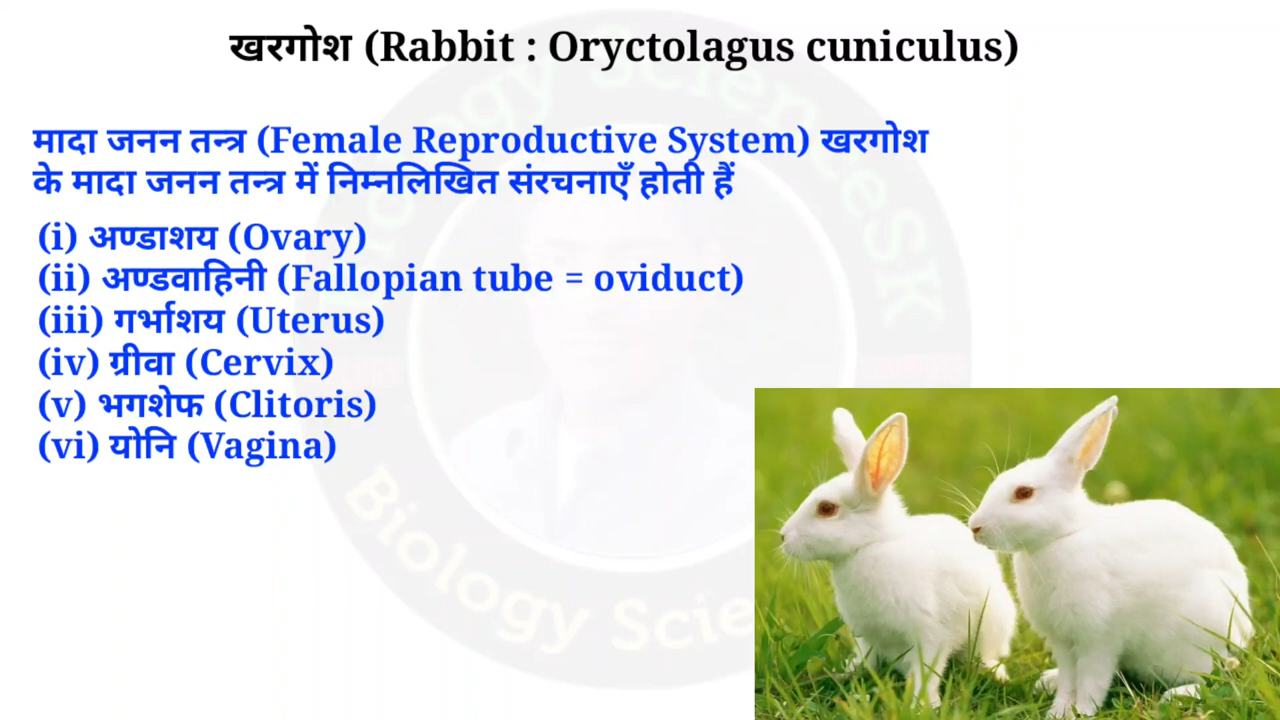 खरगोश (Rabbit : Oryctolagus cuniculus)
मादा जनन तन्त्र (Female Reproductive System) खरगोश
के मादा जनन तन्त्र में निम्नलिखित संरचनाएँ होती हैं
(i) अण्डाशय (Ovary)
(ii) अण्डवाहिनी (Fallopian tube = oviduct)
(iii) गर्भाशय (Uterus)
(iv) ग्रीवा (Cervix)
(v) भगशेफ (Clitoris)
(vi) योनि (Vagina)